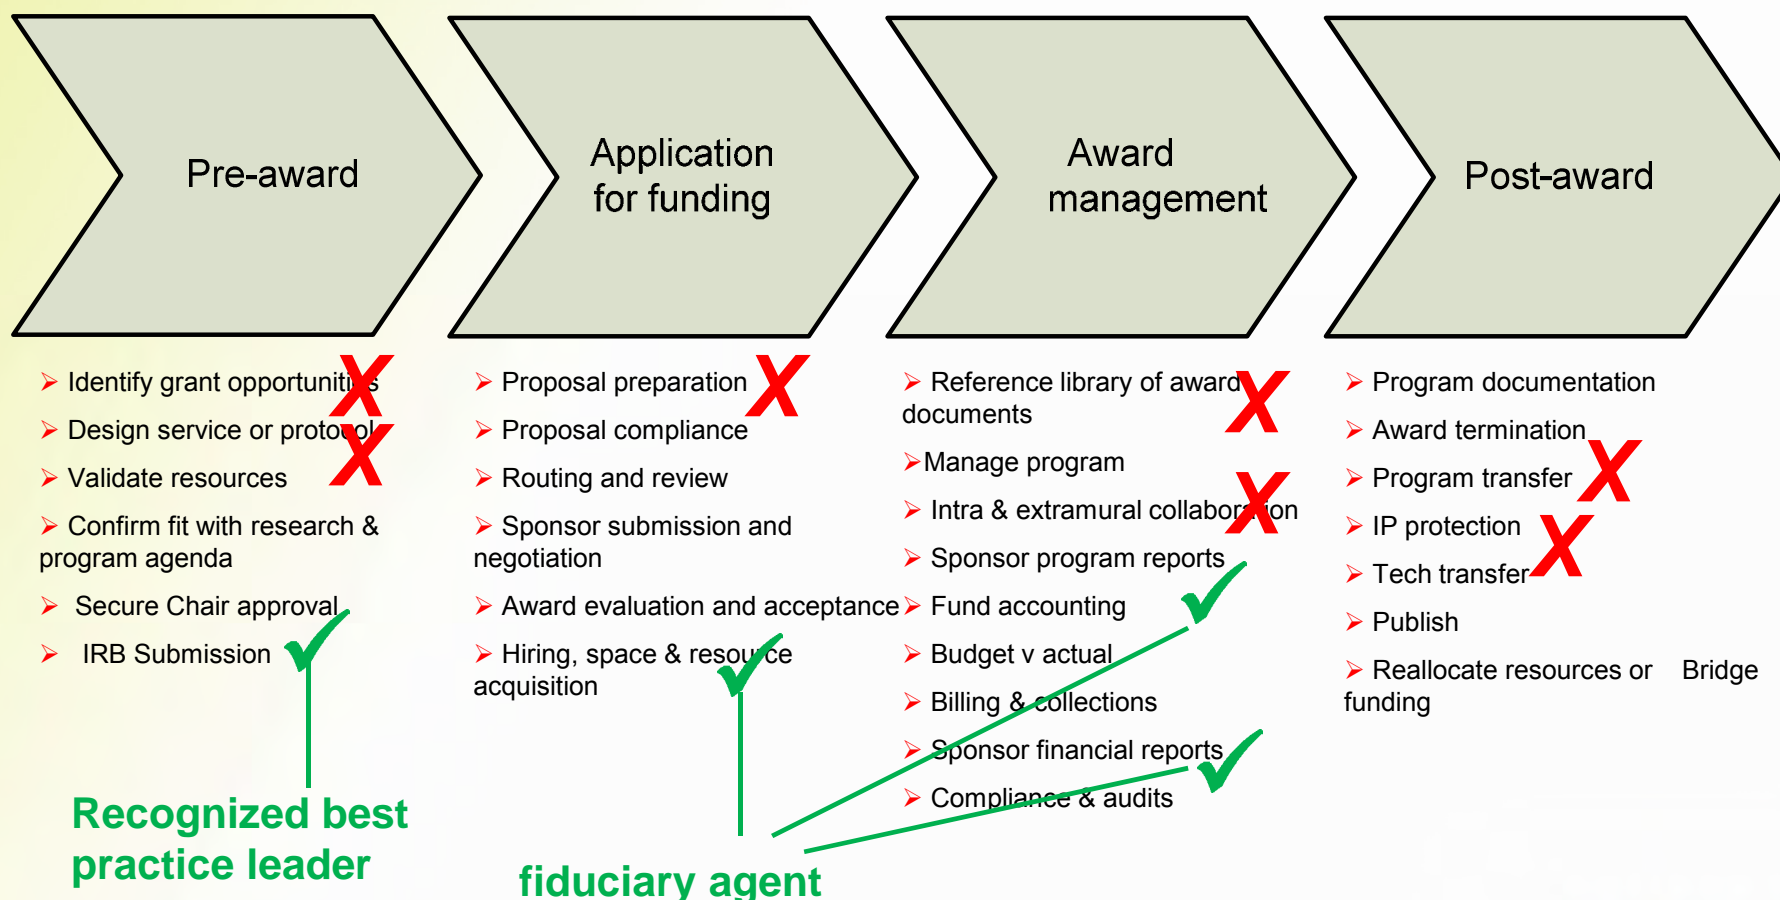 Pre-award
Application
for funding
Award
management
Post-award
➢ Identify grant opportunities
➢ Design service or protocol
➢ Validate resources
➢ Confirm fit with research &
program agenda
➢ Secure Chair approval
➢ IRB Submission
➢ Proposal preparation
➢ Proposal compliance
➢ Routing and review
➢ Sponsor submission and
negotiation
➢ Award evaluation and acceptance
➢ Hiring, space & resource
acquisition
➢ Reference library of award
documents
➢ Manage program
➢ Intra & extramural collaboration
➢ Sponsor program reports
➢ Fund accounting
➢ Budget v actual
➢ Billing & collections
➢ Sponsor financial reports
➢ Compliance & audits
➢ Program documentation
➢ Award termination
➢ Program transfer
➢ IP protection
➢ Tech transfer
➢ Publish
➢ Reallocate resources or Bridge
funding
X
X
X
X
X
X
X
Recognized best
practice leader
fiduciary agent